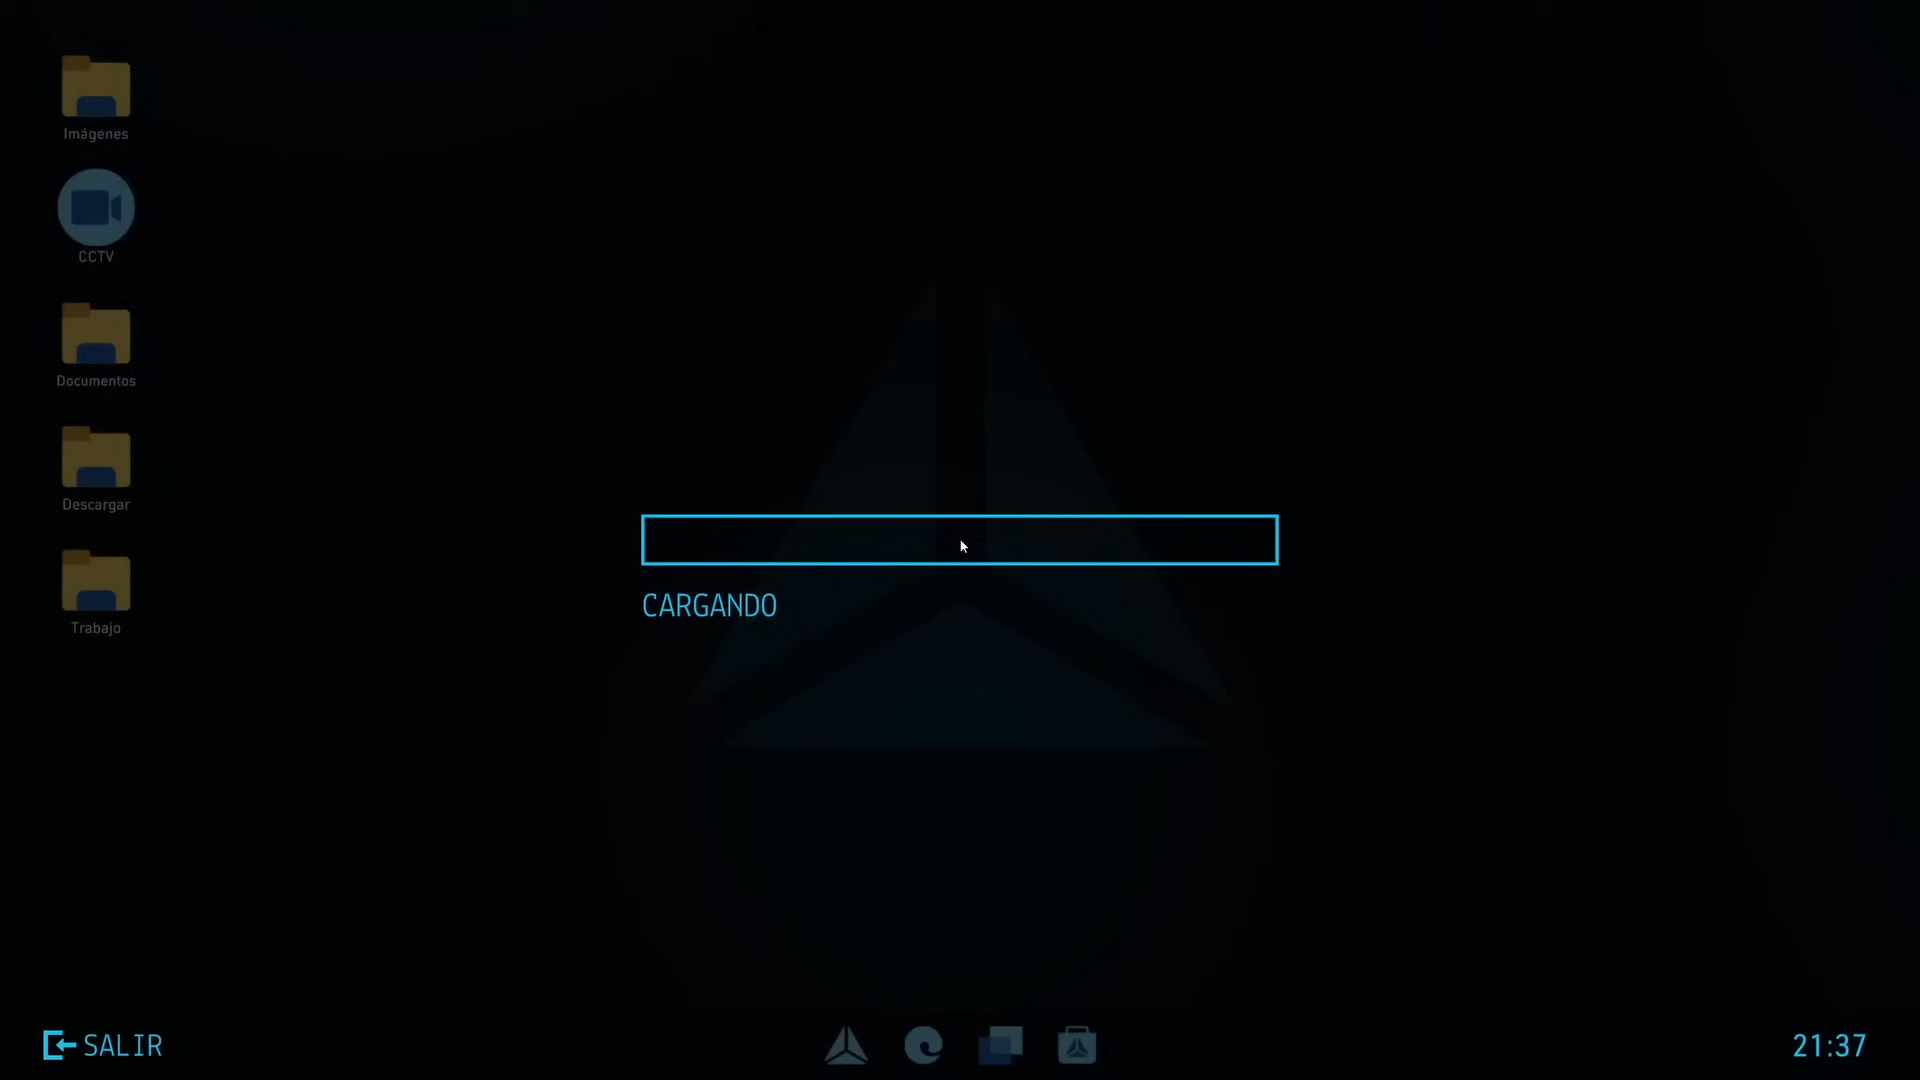 Imágenes
CCTV
Documentos
Descargar
Trabajo
CARGANDO
SALIR
21:37